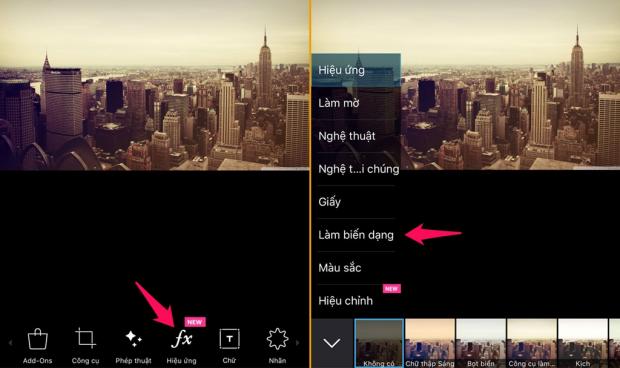 NEW
fx
T
Add-Ons
Công cụ
Phép thuật
Hiệu ứng
Chữ
Nhãn
Hiệu ứng
Làm mờ
Nghệ thuật
Nghệ t...i chúng
Giấy
Làm biến dạng
Màu sắc
NEW
Hiệu chỉnh
Không có
Chữ thập Sáng
Bọt biển
Công cụ làm...
Kịch